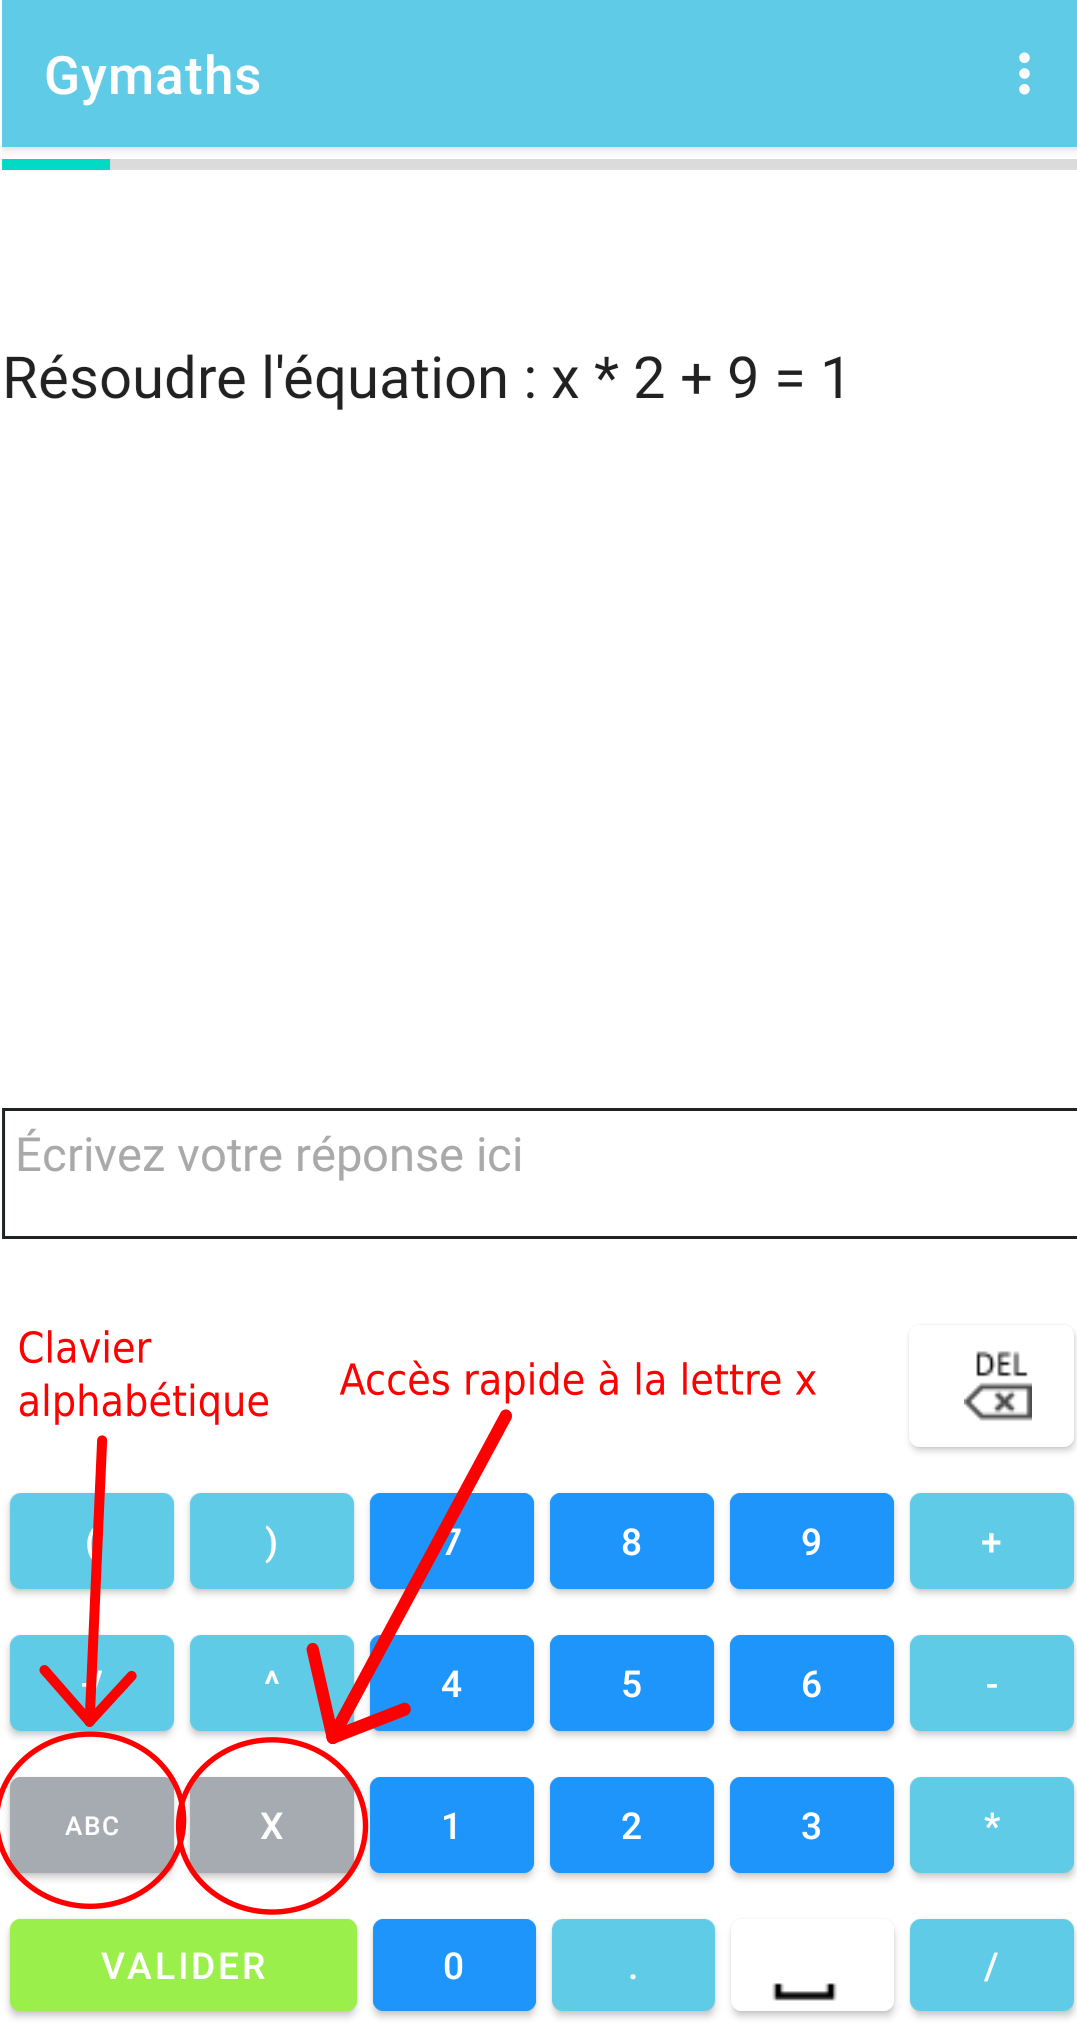 Gymaths
Résoudre l'équation : x * 2 + 9 = 1
Écrivez votre réponse ici
Clavier
alphabétique
Accès rapide à la lettre x
DEL
( ) 7 8 9 +
^ 4 5 6 -
ABC X 1 2 3 *
VALIDER 0 . /